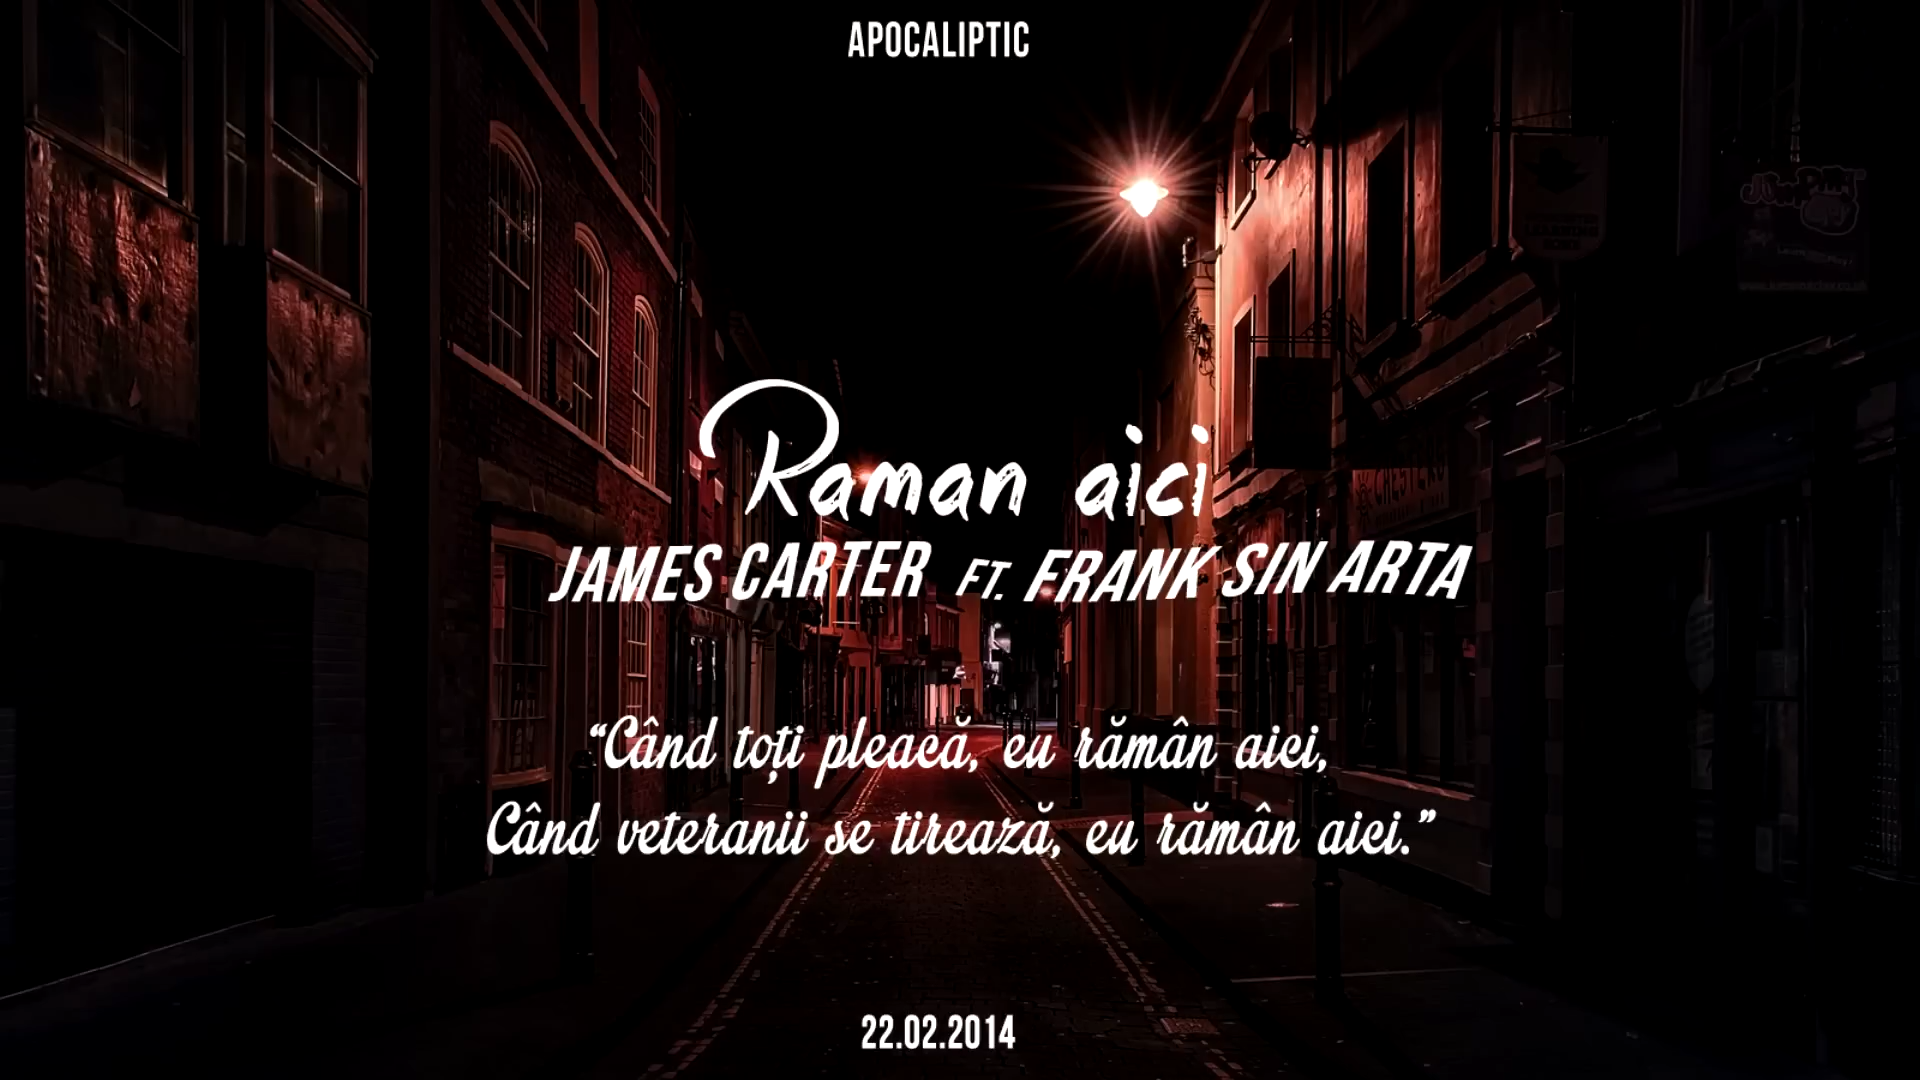 APOCALIPTIC
Raman aici
JAMES CARTER FT. FRANK SIN ARTA
“Când toți pleacă, eu rămân aici,
Când veteranii se tirează, eu rămân aici.”
22.02.2014